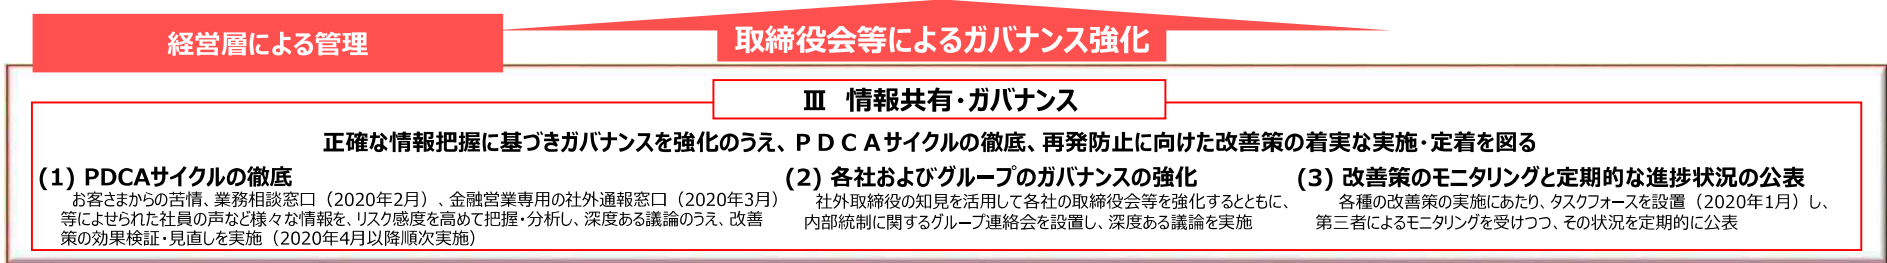 経営層による管理
取締役会等によるガバナンス強化
Ⅲ 情報共有・ガバナンス
正確な情報把握に基づきガバナンスを強化のうえ、ＰＤＣＡサイクルの徹底、再発防止に向けた改善策の着実な実施・定着を図る
(1) PDCAサイクルの徹底
お客さまからの苦情、業務相談窓口（2020年2月）、金融営業専用の社外通報窓口（2020年3月）
等によせられた社員の声など様々な情報を、リスク感度を高めて把握・分析し、深度ある議論のうえ、改善
策の効果検証・見直しを実施（2020年4月以降順次実施）
(2) 各社およびグループのガバナンスの強化
社外取締役の知見を活用して各社の取締役会等を強化するとともに、
内部統制に関するグループ連絡会を設置し、深度ある議論を実施
(3) 改善策のモニタリングと定期的な進捗状況の公表
各種の改善策の実施にあたり、タスクフォースを設置（2020年1月）し、
第三者によるモニタリングを受けつつ、その状況を定期的に公表